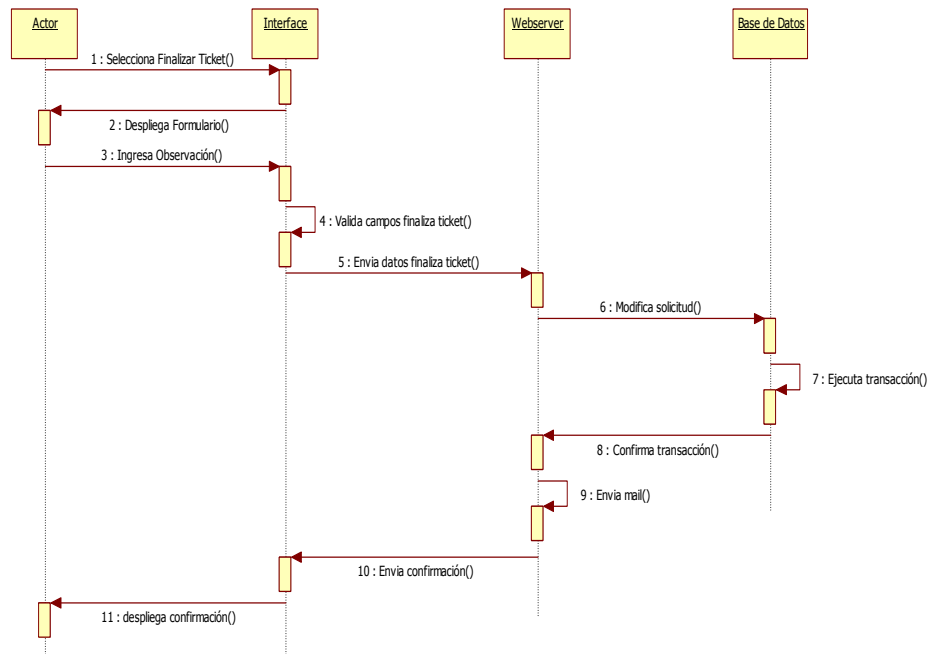 Actor
Interface
Webserver
Base de Datos
1 : Selecciona Finalizar Ticket()
2 : Despliega Formulario()
3 : Ingresa Observación()
4 : Valida campos finaliza ticket()
5 : Envia datos finaliza ticket()
6 : Modifica solicitud()
7 : Ejecuta transacción()
8 : Confirma transacción()
9 : Envia mail()
10 : Envia confirmación()
11 : despliega confirmación()